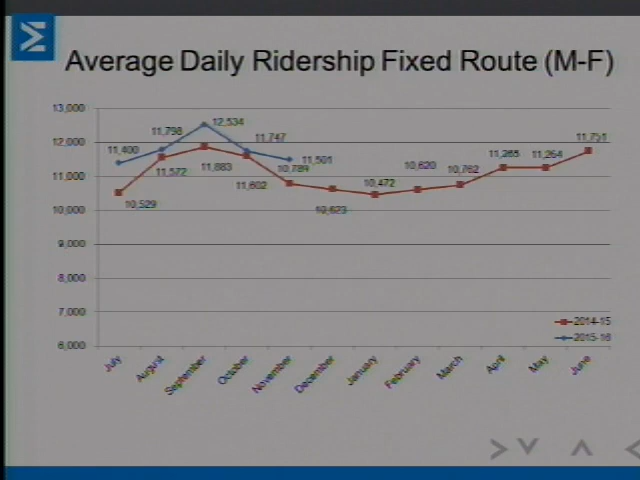 Average Daily Ridership Fixed Route (M-F)
13,000
12,000
11,000
10,000
9,000
8,000
7,000
6,000
11,400
11,798
12,534
11,747
11,501
10,529
11,572
11,883
11,602
10,789
10,623
10,472
10,620
10,762
11,265
11,264
11,751
2014-15
2015-16
July
August
September
October
November
December
January
February
March
April
May
June